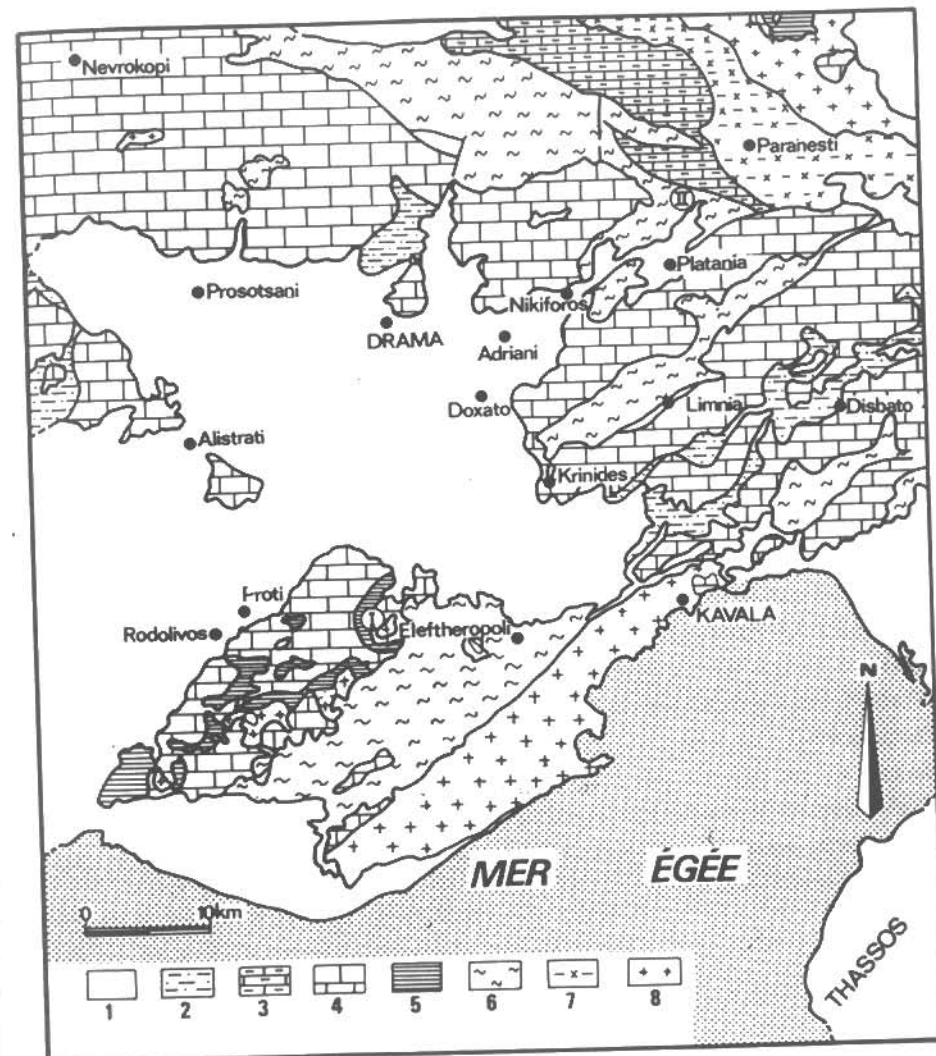 Nevrokopi
Paranesti
II
Platania
Prosotsani
Nikiforos
DRAMA
Adriani
Doxato
Limnia
Disbato
Alistrati
Krinides
Proti
I
Eleftheropoli
KAVALA
Rodolivos
N
MER ÉGÉE
0 10km
THASSOS
1 2 3 4 5 6 7 8